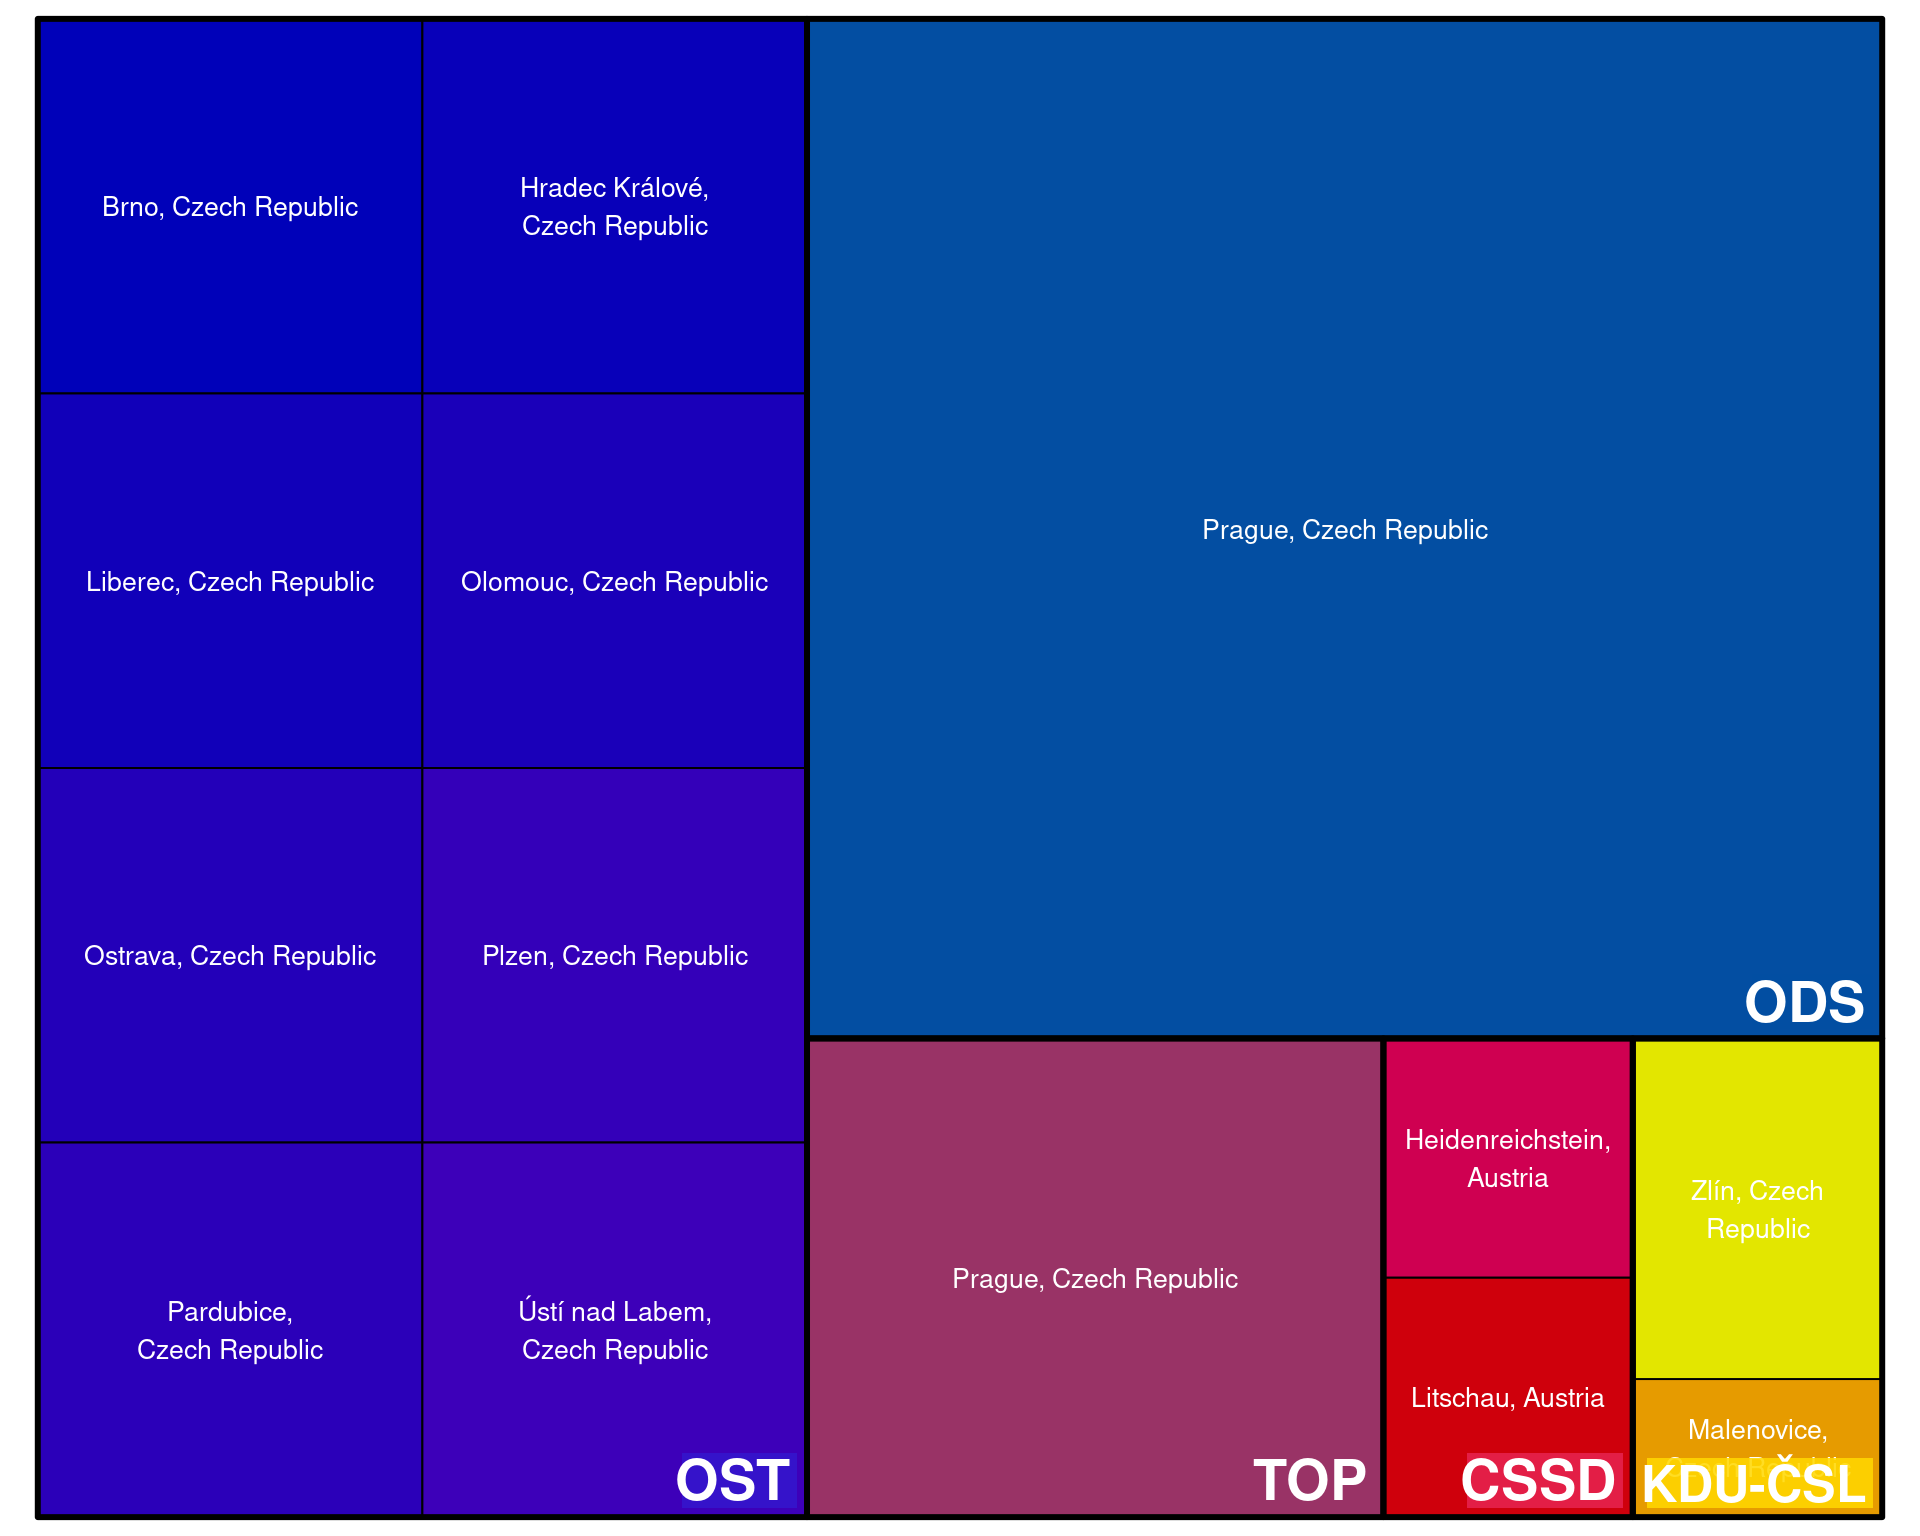 Brno, Czech Republic
Hradec Králové,
Czech Republic
Liberec, Czech Republic
Olomouc, Czech Republic
Ostrava, Czech Republic
Plzen, Czech Republic
Pardubice,
Czech Republic
Ústí nad Labem,
Czech Republic
OST
Prague, Czech Republic
ODS
Prague, Czech Republic
TOP
Heidenreichstein,
Austria
Litschau, Austria
CSSD
Zlín, Czech
Republic
Malenovice,
Czech Republic
KDU-ČSL